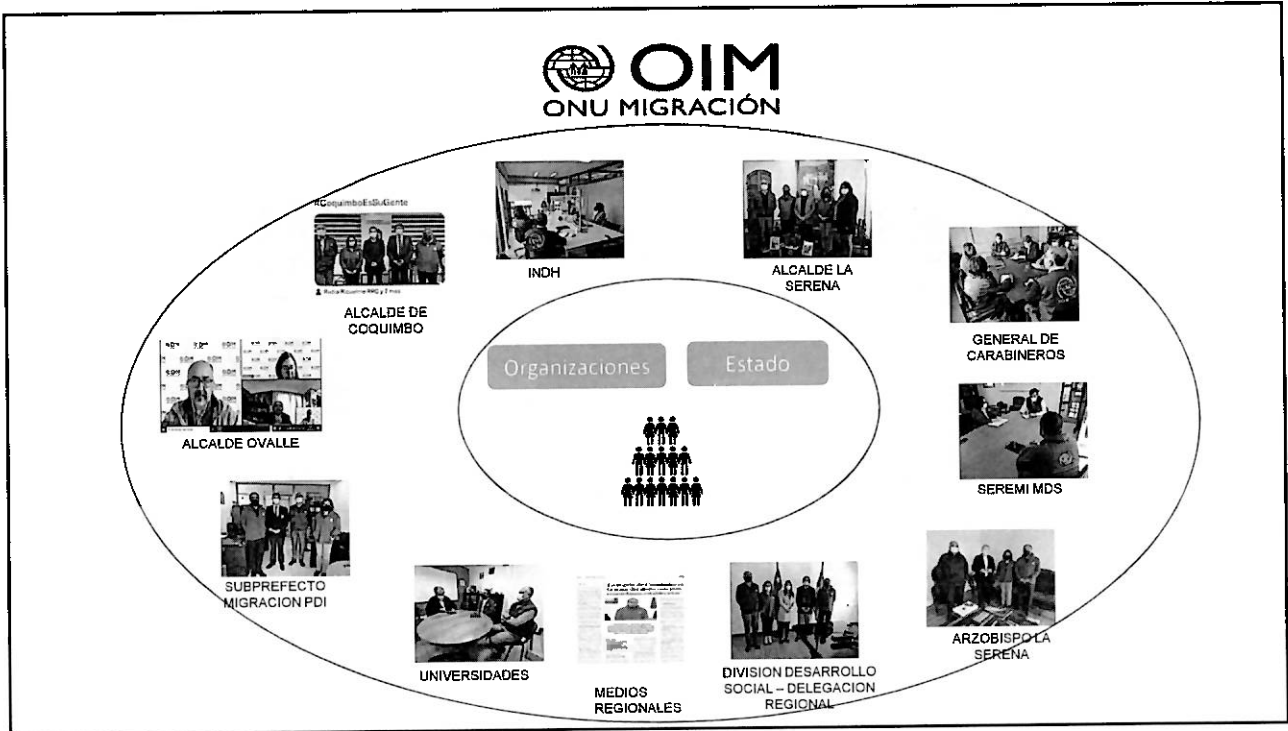 OIM
ONU MIGRACIÓN
#CoquimboEsSuGente
ALCALDE DE
COQUIMBO
INDH
ALCALDE LA
SERENA
GENERAL DE
CARABINEROS
Organizaciones
Estado
ALCALDE OVALLE
SEREMI MDS
SUBPREFECTO
MIGRACION PDI
UNIVERSIDADES
MEDIOS
REGIONALES
DIVISION DESARROLLO
SOCIAL – DELEGACION
REGIONAL
ARZOBISPO LA
SERENA